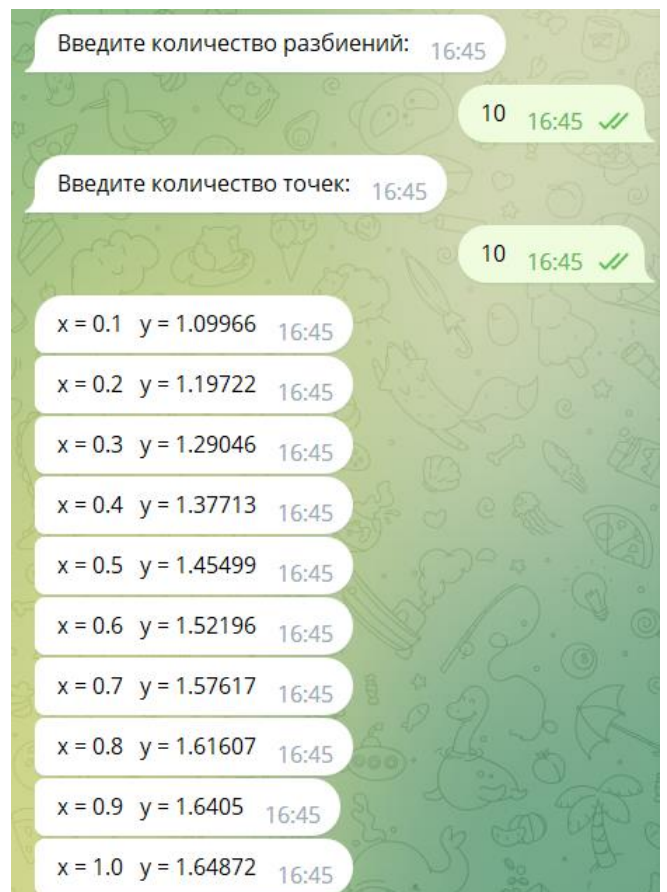 Введите количество разбиений: 16:45
10 16:45
Введите количество точек: 16:45
10 16:45
x = 0.1 y = 1.09966 16:45
x = 0.2 y = 1.19722 16:45
x = 0.3 y = 1.29046 16:45
x = 0.4 y = 1.37713 16:45
x = 0.5 y = 1.45499 16:45
x = 0.6 y = 1.52196 16:45
x = 0.7 y = 1.57617 16:45
x = 0.8 y = 1.61607 16:45
x = 0.9 y = 1.6405 16:45
x = 1.0 y = 1.64872 16:45